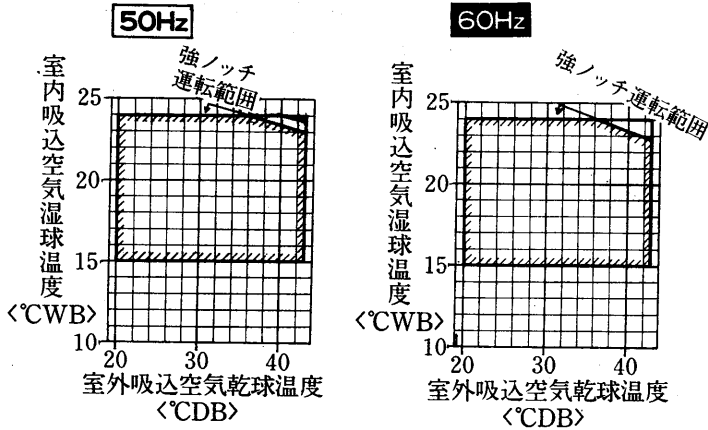 50Hz
強ノッチ
運転範囲
室内吸込空気湿球温度
<℃WB>
25
20
15
10
20 30 40
室外吸込空気乾球温度
<℃DB>
60Hz
強ノッチ運転範囲
室内吸込空気湿球温度
<℃WB>
25
20
15
10
20 30 40
室外吸込空気乾球温度
<℃DB>